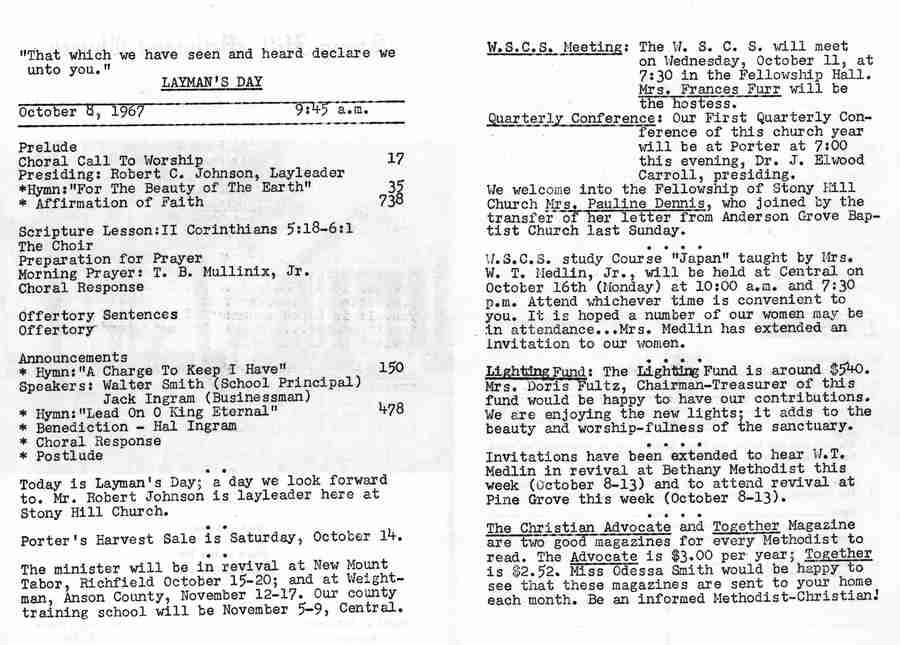 "That which we have seen and heard declare we
unto you."
LAYMAN'S DAY
October 8, 1967 9:45 a.m.
Prelude
Choral Call To Worship 17
Presiding: Robert C. Johnson, Layleader
*Hymn:"For The Beauty of The Earth" 35
* Affirmation of Faith 738
Scripture Lesson:II Corinthians 5:18-6:1
The Choir
Preparation for Prayer
Morning Prayer: T. B. Mullinix, Jr.
Choral Response
Offertory Sentences
Offertory
Announcements
* Hymn:"A Charge To Keep I Have" 150
Speakers: Walter Smith (School Principal)
Jack Ingram (Businessman)
* Hymn:"Lead On O King Eternal" 478
* Benediction - Hal Ingram
* Choral Response
* Postlude
. .
Today is Layman's Day; a day we look forward
to. Mr. Robert Johnson is layleader here at
Stony Hill Church.
. .
Porter's Harvest Sale is Saturday, October 14.
. .
The minister will be in revival at New Mount
Tabor, Richfield October 15-20; and at Weight-
man, Anson County, November 12-17. Our county
training school will be November 5-9, Central.
W.S.C.S. Meeting: The W. S. C. S. will meet
on Wednesday, October 11, at
7:30 in the Fellowship Hall.
Mrs. Frances Furr will be
the hostess.
Quarterly Conference: Our First Quarterly Con-
ference of this church year
will be at Porter at 7:00
this evening, Dr. J. Elwood
Carroll, presiding.
We welcome into the Fellowship of Stony Hill
Church Mrs. Pauline Dennis, who joined by the
transfer of her letter from Anderson Grove Bap-
tist Church last Sunday.
. . . .
W.S.C.S. study Course "Japan" taught by Mrs.
W. T. Medlin, Jr., will be held at Central on
October 16th (Monday) at 10:00 a.m. and 7:30
p.m. Attend whichever time is convenient to
you. It is hoped a number of our women may be
in attendance...Mrs. Medlin has extended an
invitation to our women.
. . . .
Lighting Fund: The Lighting Fund is around $540.
Mrs. Doris Fultz, Chairman-Treasurer of this
fund would be happy to have our contributions.
We are enjoying the new lights; it adds to the
beauty and worship-fulness of the sanctuary.
. . . .
Invitations have been extended to hear W.T.
Medlin in revival at Bethany Methodist this
week (October 8-13) and to attend revival at
Pine Grove this week (October 8-13).
. . . .
The Christian Advocate and Together Magazine
are two good magazines for every Methodist to
read. The Advocate is $3.00 per year; Together
is $2.52. Miss Odessa Smith would be happy to
see that these magazines are sent to your home
each month. Be an informed Methodist-Christian!